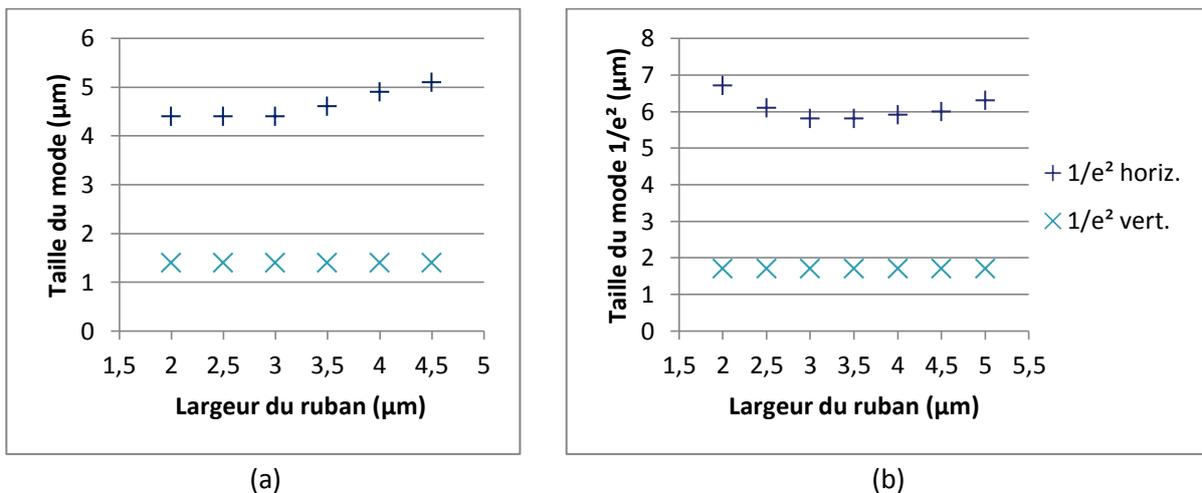 6
5
4
3
2
1
0
Taille du mode (µm)
1,5 2 2,5 3 3,5 4 4,5 5
Largeur du ruban (µm)
(a)
8
7
6
5
4
3
2
1
0
Taille du mode 1/e² (µm)
1,5 2 2,5 3 3,5 4 4,5 5 5,5
Largeur du ruban (µm)
1/e² horiz.
1/e² vert.
(b)